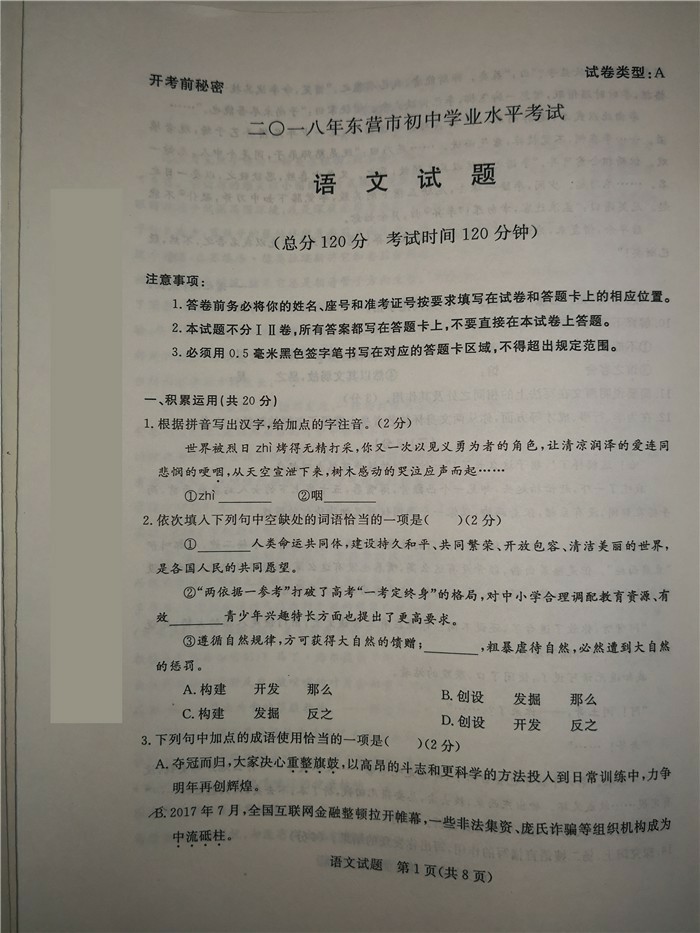 开考前秘密
试卷类型:A
二〇一八年东营市初中学业水平考试
语 文 试 题
(总分120分 考试时间120分钟)
注意事项:
1.答卷前务必将你的姓名、座号和准考证号按要求填写在试卷和答题卡上的相应位置。
2.本试题不分ⅠⅡ卷,所有答案都写在答题卡上,不要直接在本试卷上答题。
3.必须用0.5毫米黑色签字笔书写在对应的答题卡区域,不得超出规定范围。
一、积累运用(共20分)
1.根据拼音写出汉字,给加点的字注音。(2分)
世界被烈日zhì烤得无精打采,你又一次以见义勇为者的角色,让清凉润泽的爱连同
悲悯的哽咽,从天空宣泄下来,树木感动的哭泣应声而起……
①zhì________ ②咽________
2.依次填入下列句中空缺处的词语恰当的一项是( )(2分)
①________人类命运共同体,建设持久和平、共同繁荣、开放包容、清洁美丽的世界,
是各国人民的共同愿望。
②“两依据一参考”打破了高考“一考定终身”的格局,对中小学合理调配教育资源、有
效________青少年兴趣特长方面也提出了更高要求。
③遵循自然规律,方可获得大自然的馈赠;________,粗暴虐待自然,必然遭到大自然
的惩罚。
A.构建 开发 那么 B.创设 发掘 那么
C.构建 发掘 反之 D.创设 开发 反之
3.下列句中加点的成语使用恰当的一项是( )(2分)
A.夺冠而归,大家决心重整旗鼓,以高昂的斗志和更科学的方法投入到日常训练中,力争
明年再创辉煌。
B.2017年7月,全国互联网金融整顿拉开帷幕,一些非法集资、庞氏诈骗等组织机构成为
中流砥柱。
语文试题 第1页(共8页)